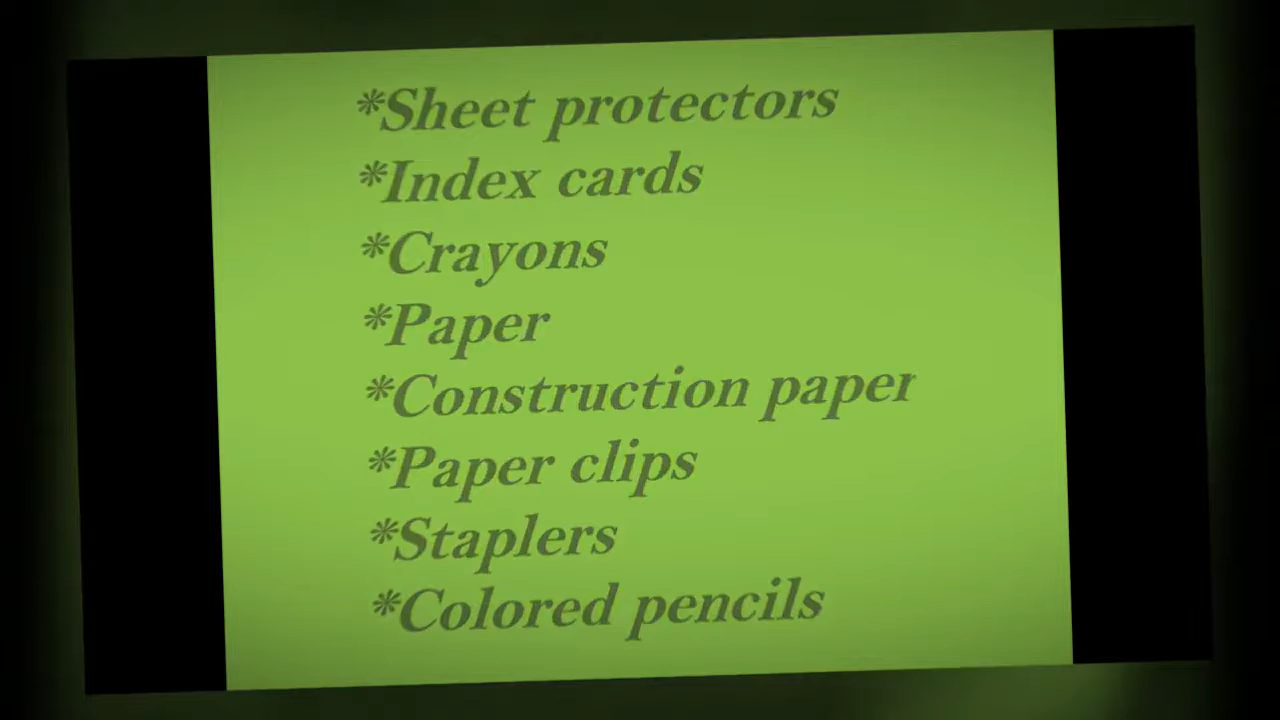 *Sheet protectors
*Index cards
*Crayons
*Paper
*Construction paper
*Paper clips
*Staplers
*Colored pencils